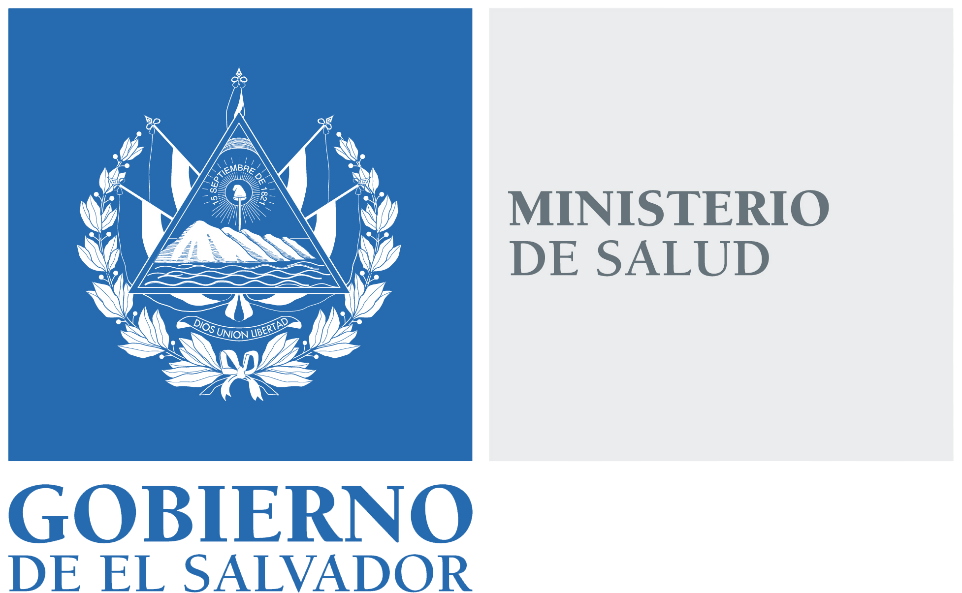 15 SEPTIEMBRE DE 1821
DIOS UNION LIBERTAD
MINISTERIO
DE SALUD
GOBIERNO
DE EL SALVADOR